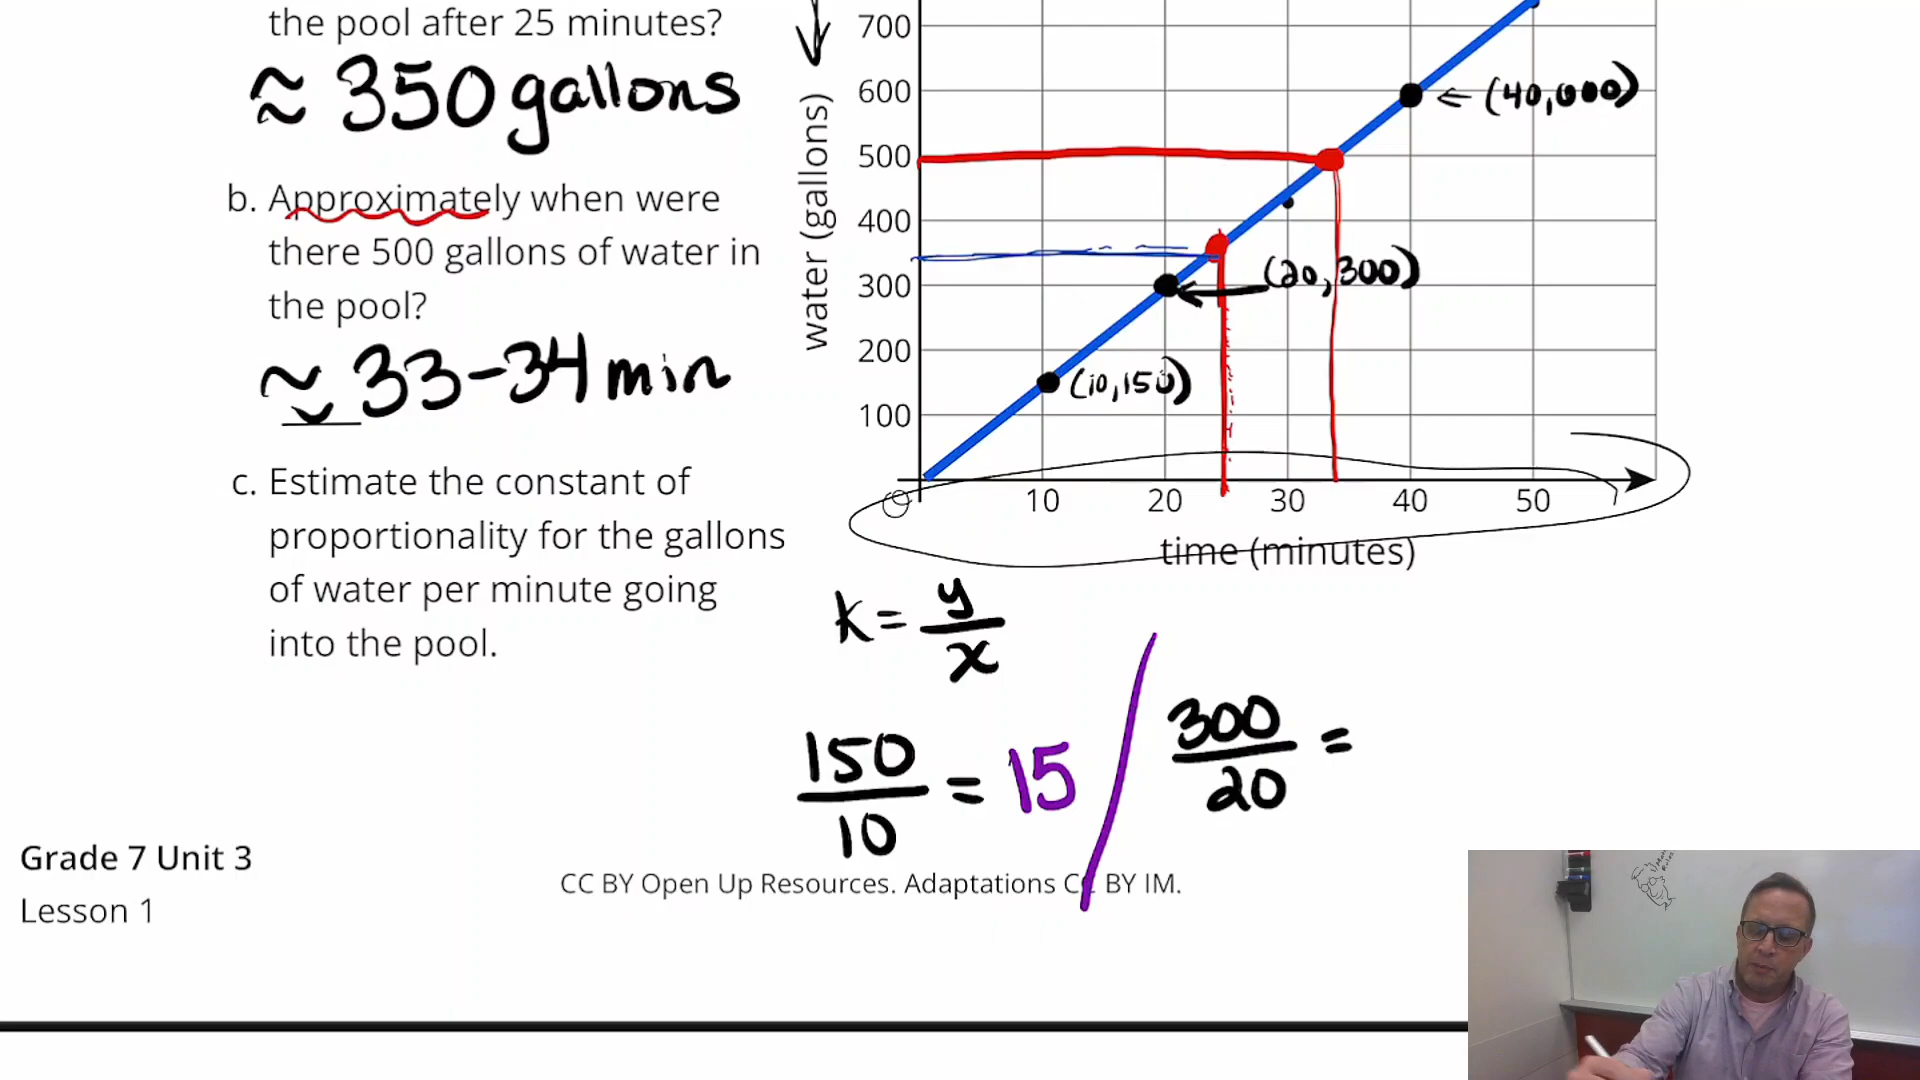 the pool after 25 minutes?
≈ 350 gallons
b. Approximately when were
there 500 gallons of water in
the pool?
≈ 33-34 min
c. Estimate the constant of
proportionality for the gallons
of water per minute going
into the pool.
water (gallons)
700
600
500
400
300
200
100
(40,600)
(20,300)
(10,150)
0
10 20 30 40 50
time (minutes)
k = y/x
150/10 = 15
300/20 =
Grade 7 Unit 3
Lesson 1
CC BY Open Up Resources. Adaptations CC BY IM.